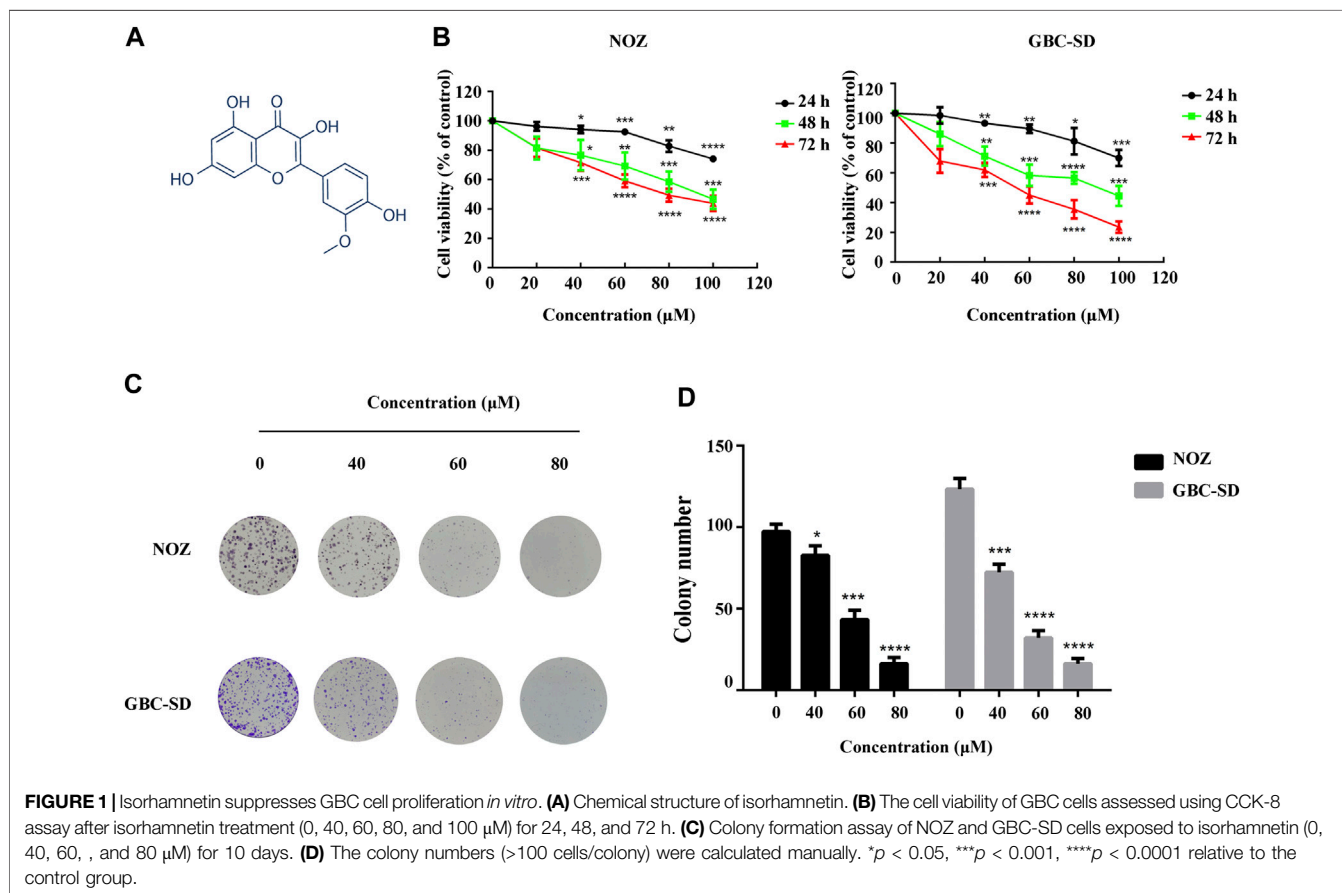 A
OH
O
OH
HO
O
OH
O
B
NOZ
Cell viability (% of control)
120
100
80
60
40
20
0
* *** ** ****
* ** *** ***
*** **** **** ****
0 20 40 60 80 100 120
Concentration (μM)
24 h
48 h
72 h
GBC-SD
Cell viability (% of control)
120
100
80
60
40
20
0
** ** * ***
** *** **** ***
*** **** **** ****
0 20 40 60 80 100 120
Concentration (μM)
24 h
48 h
72 h
C
Concentration (μM)
0 40 60 80
NOZ
GBC-SD
D
Colony number
150
100
50
0
* *** ****
*** **** ****
0 40 60 80 0 40 60 80
Concentration (μM)
NOZ
GBC-SD
FIGURE 1 | Isorhamnetin suppresses GBC cell proliferation in vitro. (A) Chemical structure of isorhamnetin. (B) The cell viability of GBC cells assessed using CCK-8
assay after isorhamnetin treatment (0, 40, 60, 80, and 100 μM) for 24, 48, and 72 h. (C) Colony formation assay of NOZ and GBC-SD cells exposed to isorhamnetin (0,
40, 60, , and 80 μM) for 10 days. (D) The colony numbers (>100 cells/colony) were calculated manually. *p < 0.05, ***p < 0.001, ****p < 0.0001 relative to the
control group.